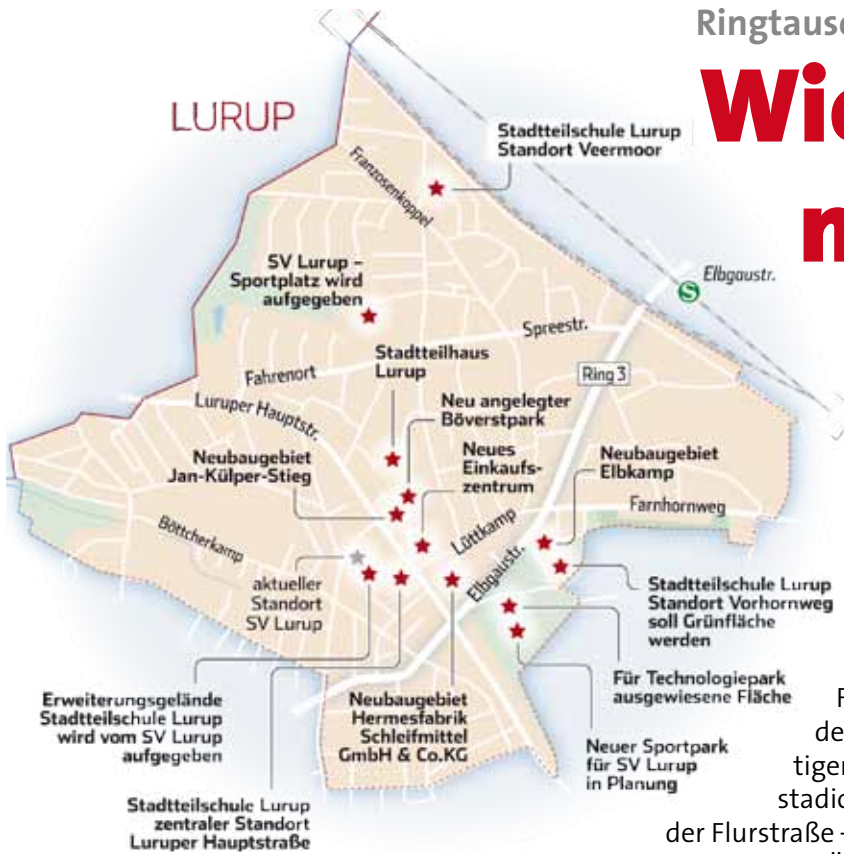 Ringtausc
Wie
n
LURUP
Stadtteilschule Lurup
Standort Veermoor
Franzosenkoppel
SV Lurup –
Sportplatz wird
aufgegeben
Elbgaustr.
S
Spreestr.
Stadtteilhaus
Lurup
Ring 3
Fahrenort
Luruper Hauptstr.
Neu angelegter
Böverstpark
Neubaugebiet
Jan-Külper-Stieg
Neues
Einkaufs-
zentrum
Neubaugebiet
Elbkamp
Farnhornweg
Lüttkamp
Böttcherkamp
Elbgaustr.
aktueller
Standort
SV Lurup
Stadtteilschule Lurup
Standort Vorhornweg
soll Grünfläche
werden
Für Technologiepark
ausgewiesene Fläche
Erweiterungsgelände
Stadtteilschule Lurup
wird vom SV Lurup
aufgegeben
Neubaugebiet
Hermesfabrik
Schleifmittel
GmbH & Co.KG
Neuer Sportpark
für SV Lurup
in Planung
Stadtteilschule Lurup
zentraler Standort
Luruper Hauptstraße
F
de
tigen
stadio
der Flurstraße –